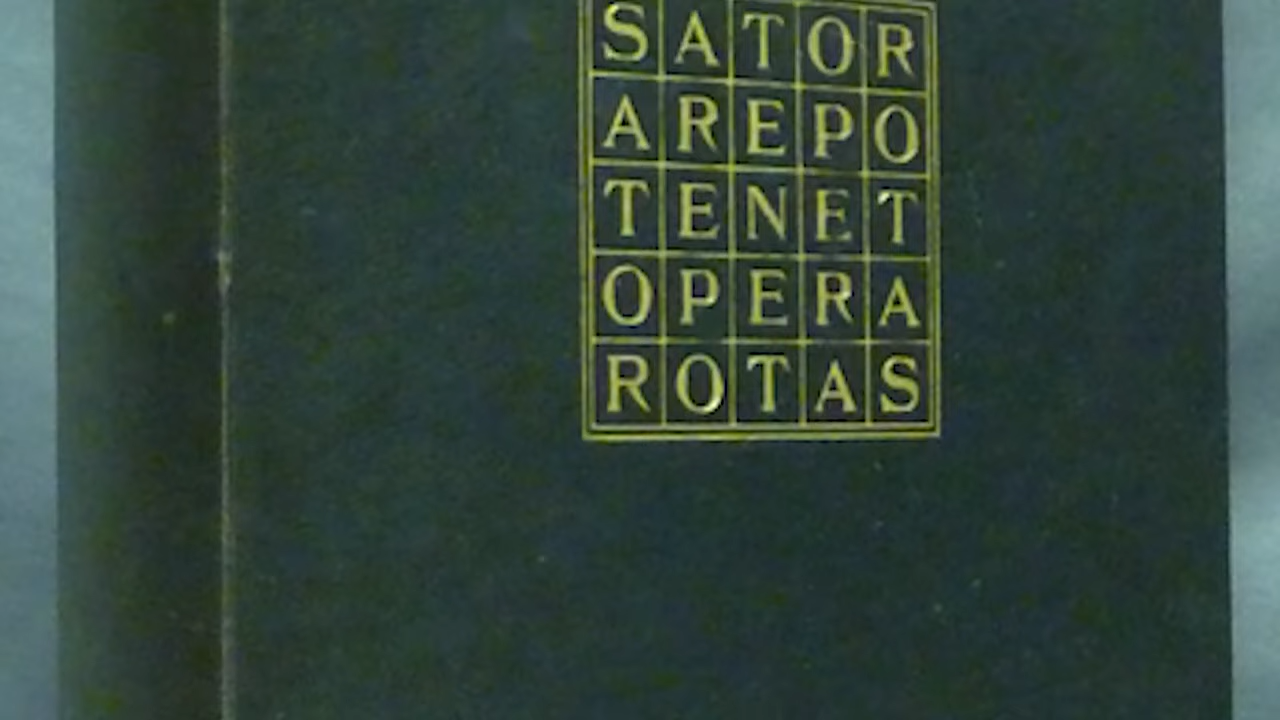 SATOR
AREPO
TENET
OPERA
ROTAS